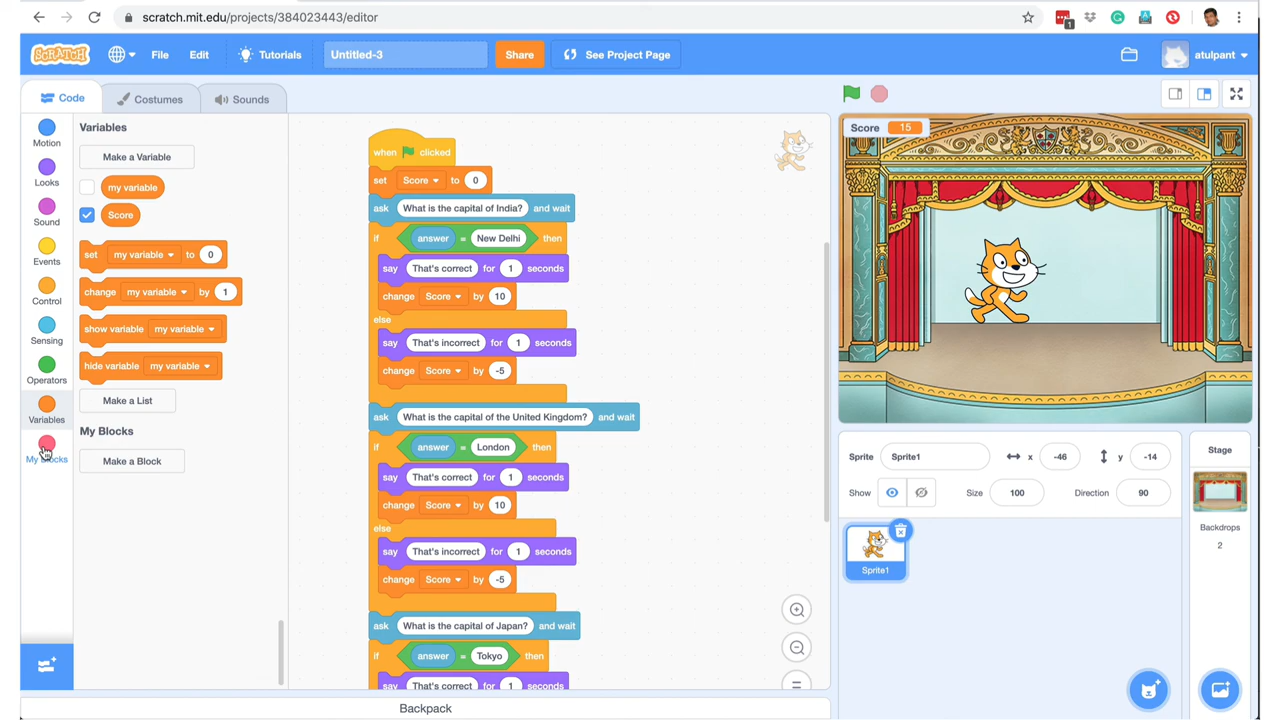 scratch.mit.edu/projects/384023443/editor
1
SCRATCH File Edit Tutorials Untitled-3 Share See Project Page atulpant
Code Costumes Sounds
Motion
Looks
Sound
Events
Control
Sensing
Operators
Variables
My Blocks
Variables
Make a Variable
my variable
Score
set my variable to 0
change my variable by 1
show variable my variable
hide variable my variable
Make a List
My Blocks
Make a Block
when clicked
set Score to 0
ask What is the capital of India? and wait
if answer = New Delhi then
say That's correct for 1 seconds
change Score by 10
else
say That's incorrect for 1 seconds
change Score by -5
ask What is the capital of the United Kingdom? and wait
if answer = London then
say That's correct for 1 seconds
change Score by 10
else
say That's incorrect for 1 seconds
change Score by -5
ask What is the capital of Japan? and wait
if answer = Tokyo then
say That's correct for 1 seconds
Backpack
Score 15
Sprite Sprite1 x -46 y -14
Show Size 100 Direction 90
Sprite1
Stage
Backdrops
2